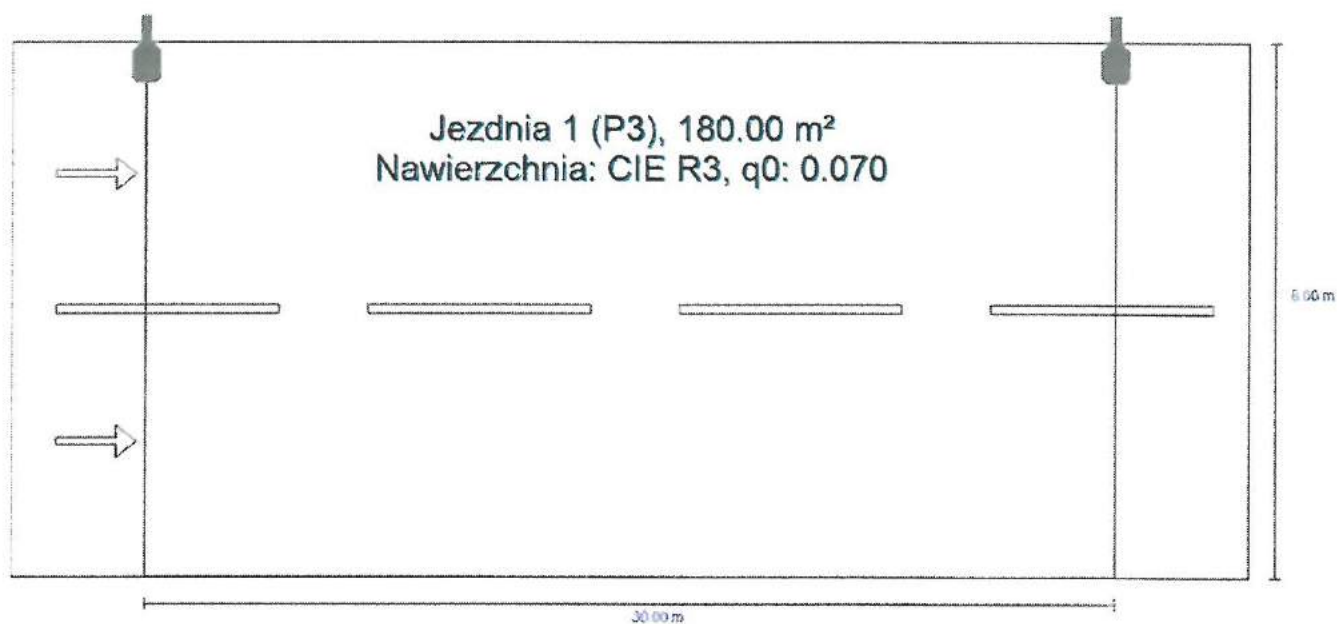 Jezdnia 1 (P3), 180.00 m²
Nawierzchnia: CIE R3, q0: 0.070
6.00 m
30.00 m